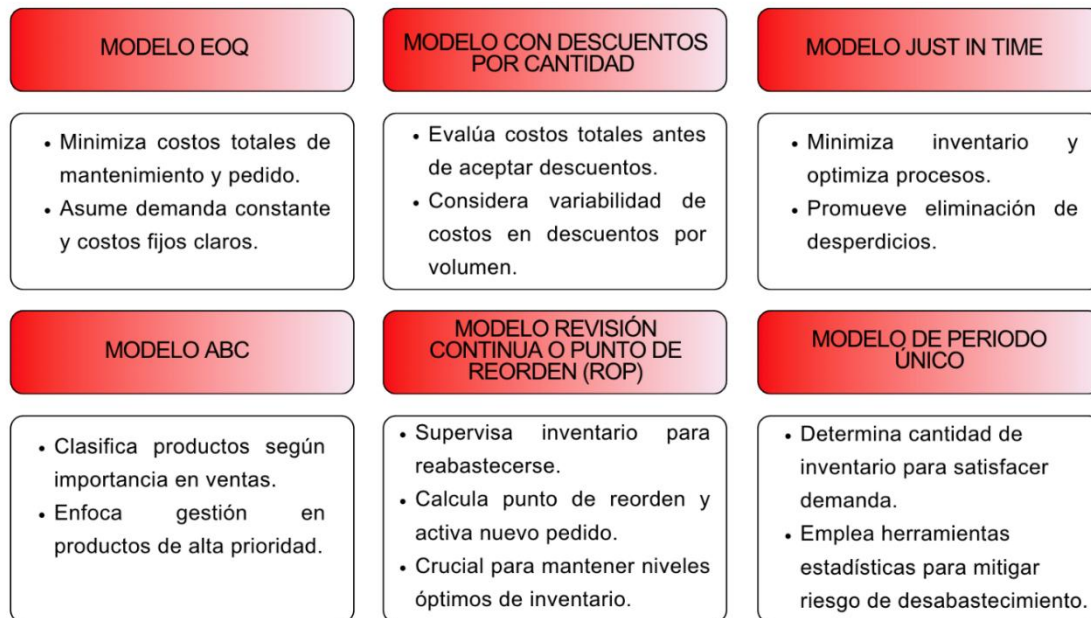 MODELO EOQ
• Minimiza costos totales de
mantenimiento y pedido.
• Asume demanda constante
y costos fijos claros.
MODELO CON DESCUENTOS
POR CANTIDAD
• Evalúa costos totales antes
de aceptar descuentos.
• Considera variabilidad de
costos en descuentos por
volumen.
MODELO JUST IN TIME
• Minimiza inventario y
optimiza procesos.
• Promueve eliminación de
desperdicios.
MODELO ABC
• Clasifica productos según
importancia en ventas.
• Enfoca gestión en
productos de alta prioridad.
MODELO REVISIÓN
CONTINUA O PUNTO DE
REORDEN (ROP)
• Supervisa inventario para
reabastecerse.
• Calcula punto de reorden y
activa nuevo pedido.
• Crucial para mantener niveles
óptimos de inventario.
MODELO DE PERIODO
ÚNICO
• Determina cantidad de
inventario para satisfacer
demanda.
• Emplea herramientas
estadísticas para mitigar
riesgo de desabastecimiento.